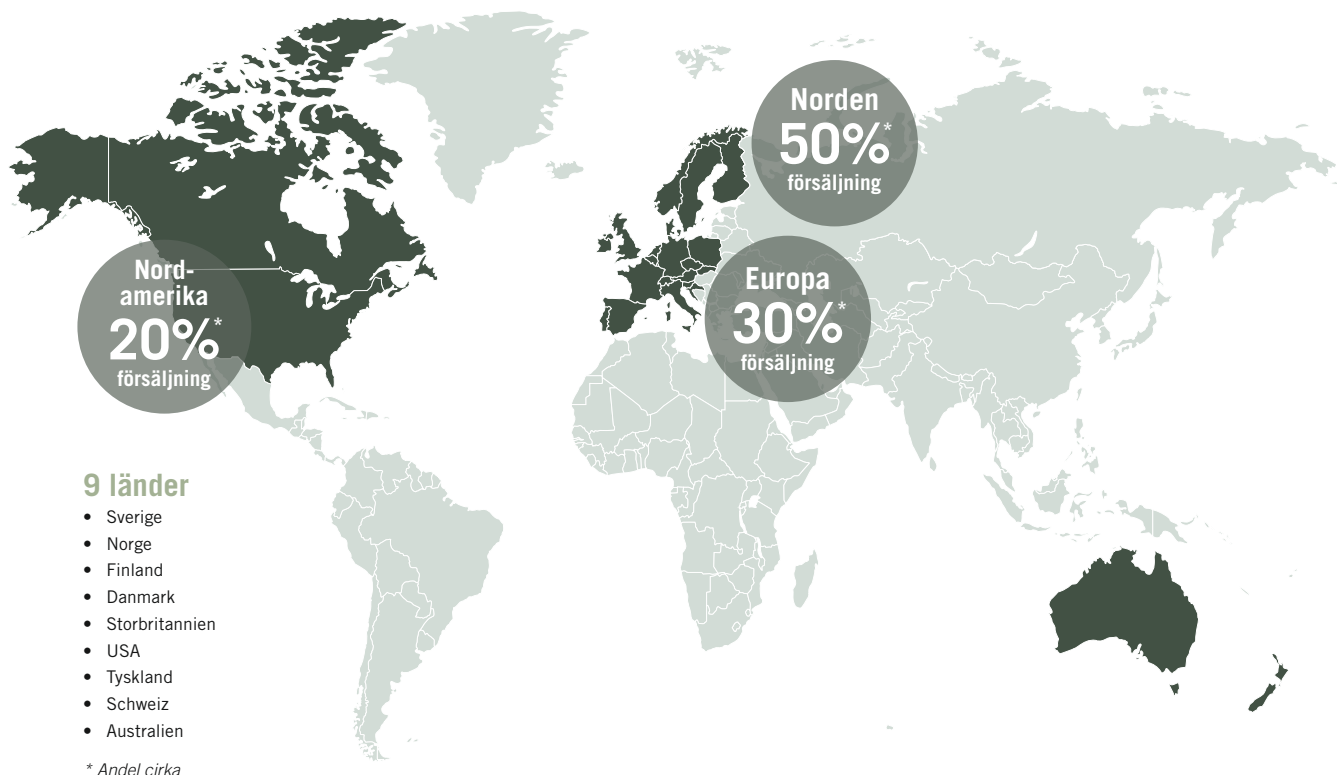 Norden
50%*
försäljning
Nord-
amerika
20%*
försäljning
Europa
30%*
försäljning
9 länder
• Sverige
• Norge
• Finland
• Danmark
• Storbritannien
• USA
• Tyskland
• Schweiz
• Australien
* Andel cirka